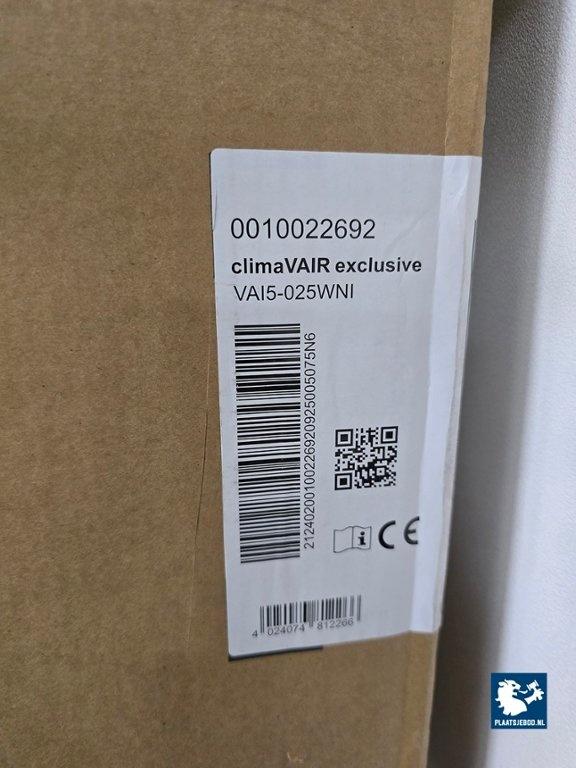 0010022692
climaVAIR exclusive
VAI5-025WNI
21240200100226920925005075N6
i
CE
4 024074 812266
PLAATSJEBOD.NL